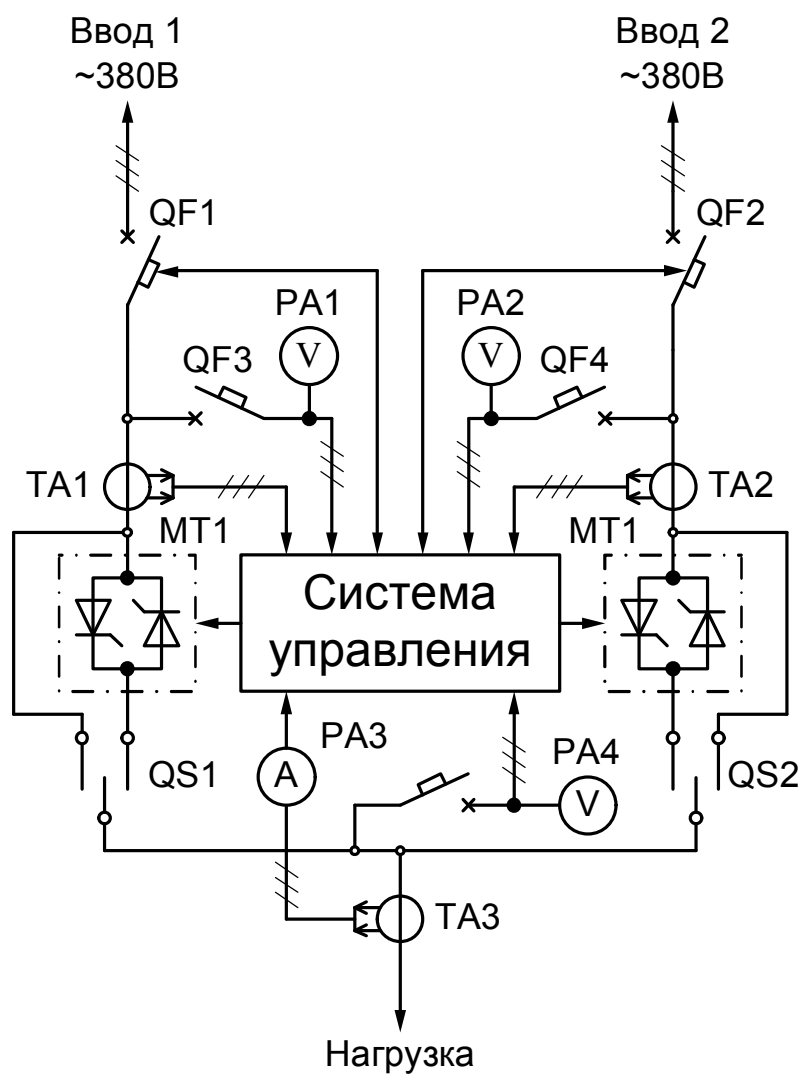 Ввод 1
~380В
Ввод 2
~380В
QF1
QF2
PA1
PA2
QF3
V
V
QF4
TA1
TA2
MT1
MT1
Система
управления
PA3
PA4
QS1
A
V
QS2
TA3
Нагрузка